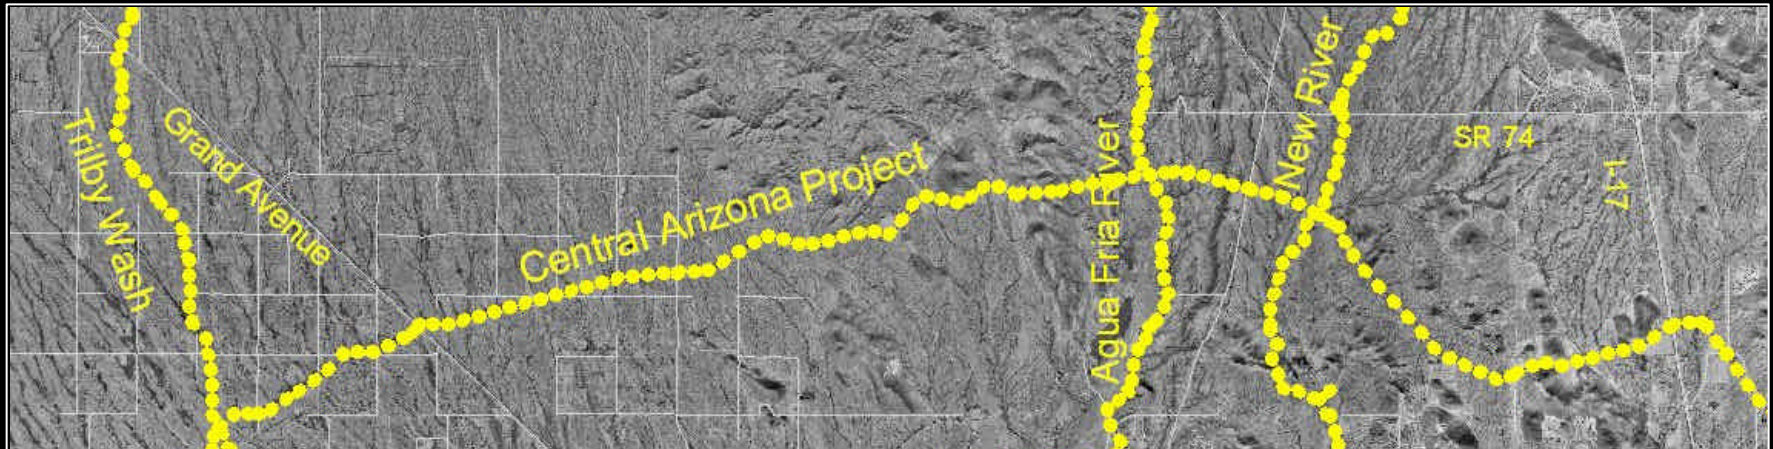 Trilby Wash
Grand Avenue
Central Arizona Project
Agua Fria River
New River
SR 74
I-17